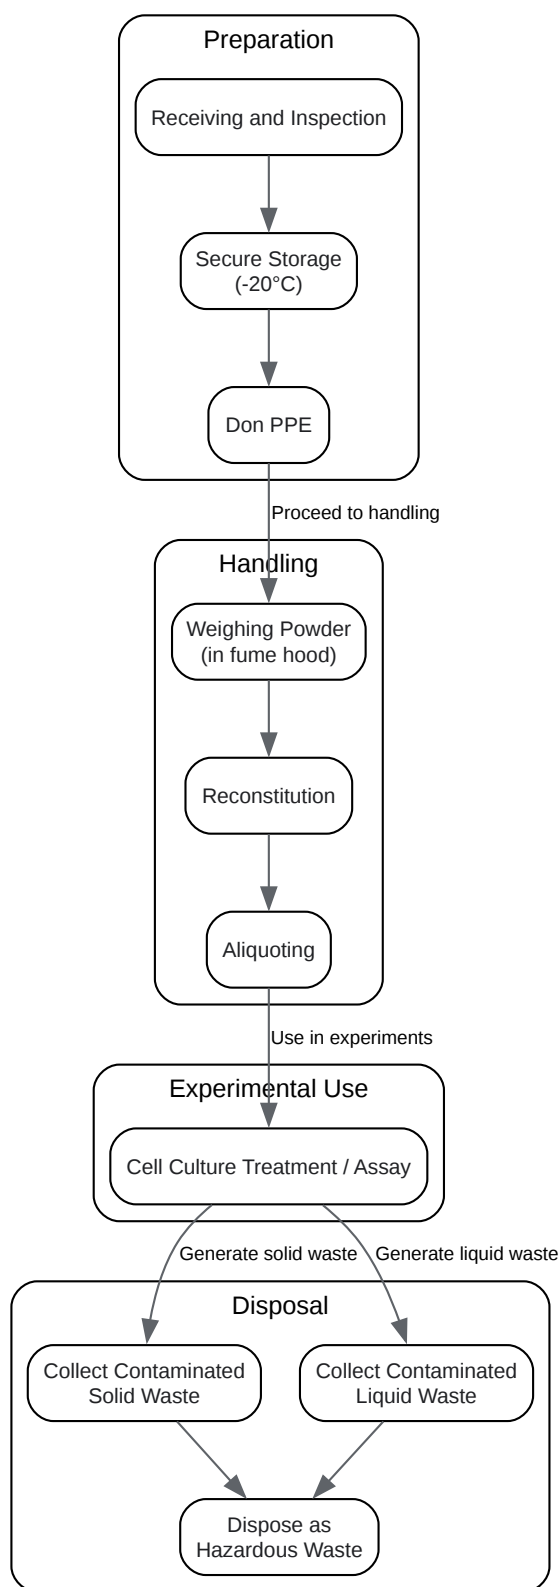 Preparation
Receiving and Inspection
Secure Storage
(-20°C)
Don PPE
Proceed to handling
Handling
Weighing Powder
(in fume hood)
Reconstitution
Aliquoting
Use in experiments
Experimental Use
Cell Culture Treatment / Assay
Generate solid waste
Generate liquid waste
Disposal
Collect Contaminated
Solid Waste
Collect Contaminated
Liquid Waste
Dispose as
Hazardous Waste